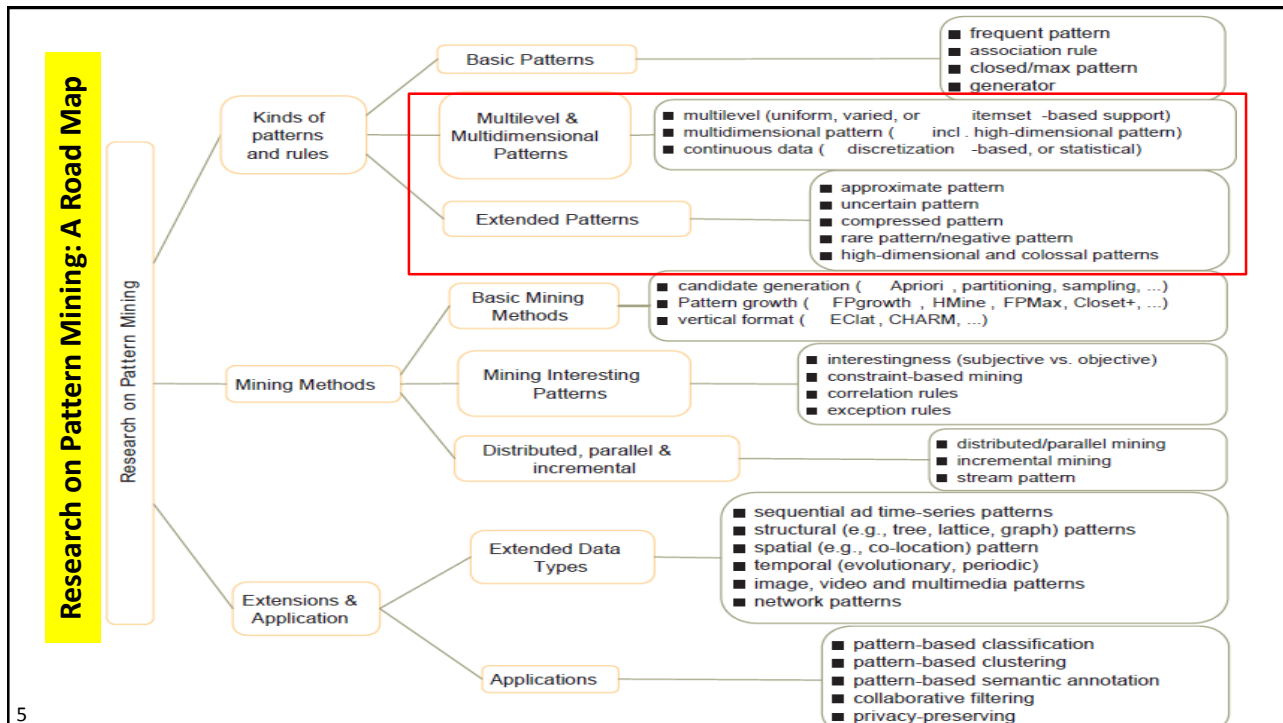 Research on Pattern Mining: A Road Map
Research on Pattern Mining
Kinds of
patterns
and rules
Basic Patterns
■ frequent pattern
■ association rule
■ closed/max pattern
■ generator
Multilevel &
Multidimensional
Patterns
■ multilevel (uniform, varied, or itemset -based support)
■ multidimensional pattern ( incl . high-dimensional pattern)
■ continuous data ( discretization -based, or statistical)
Extended Patterns
■ approximate pattern
■ uncertain pattern
■ compressed pattern
■ rare pattern/negative pattern
■ high-dimensional and colossal patterns
Mining Methods
Basic Mining
Methods
■ candidate generation ( Apriori , partitioning, sampling, ...)
■ Pattern growth ( FPgrowth , HMine , FPMax, Closet+, ...)
■ vertical format ( EClat , CHARM, ...)
Mining Interesting
Patterns
■ interestingness (subjective vs. objective)
■ constraint-based mining
■ correlation rules
■ exception rules
Distributed, parallel &
incremental
■ distributed/parallel mining
■ incremental mining
■ stream pattern
Extensions &
Application
Extended Data
Types
■ sequential ad time-series patterns
■ structural (e.g., tree, lattice, graph) patterns
■ spatial (e.g., co-location) pattern
■ temporal (evolutionary, periodic)
■ image, video and multimedia patterns
■ network patterns
Applications
■ pattern-based classification
■ pattern-based clustering
■ pattern-based semantic annotation
■ collaborative filtering
■ privacy-preserving
5